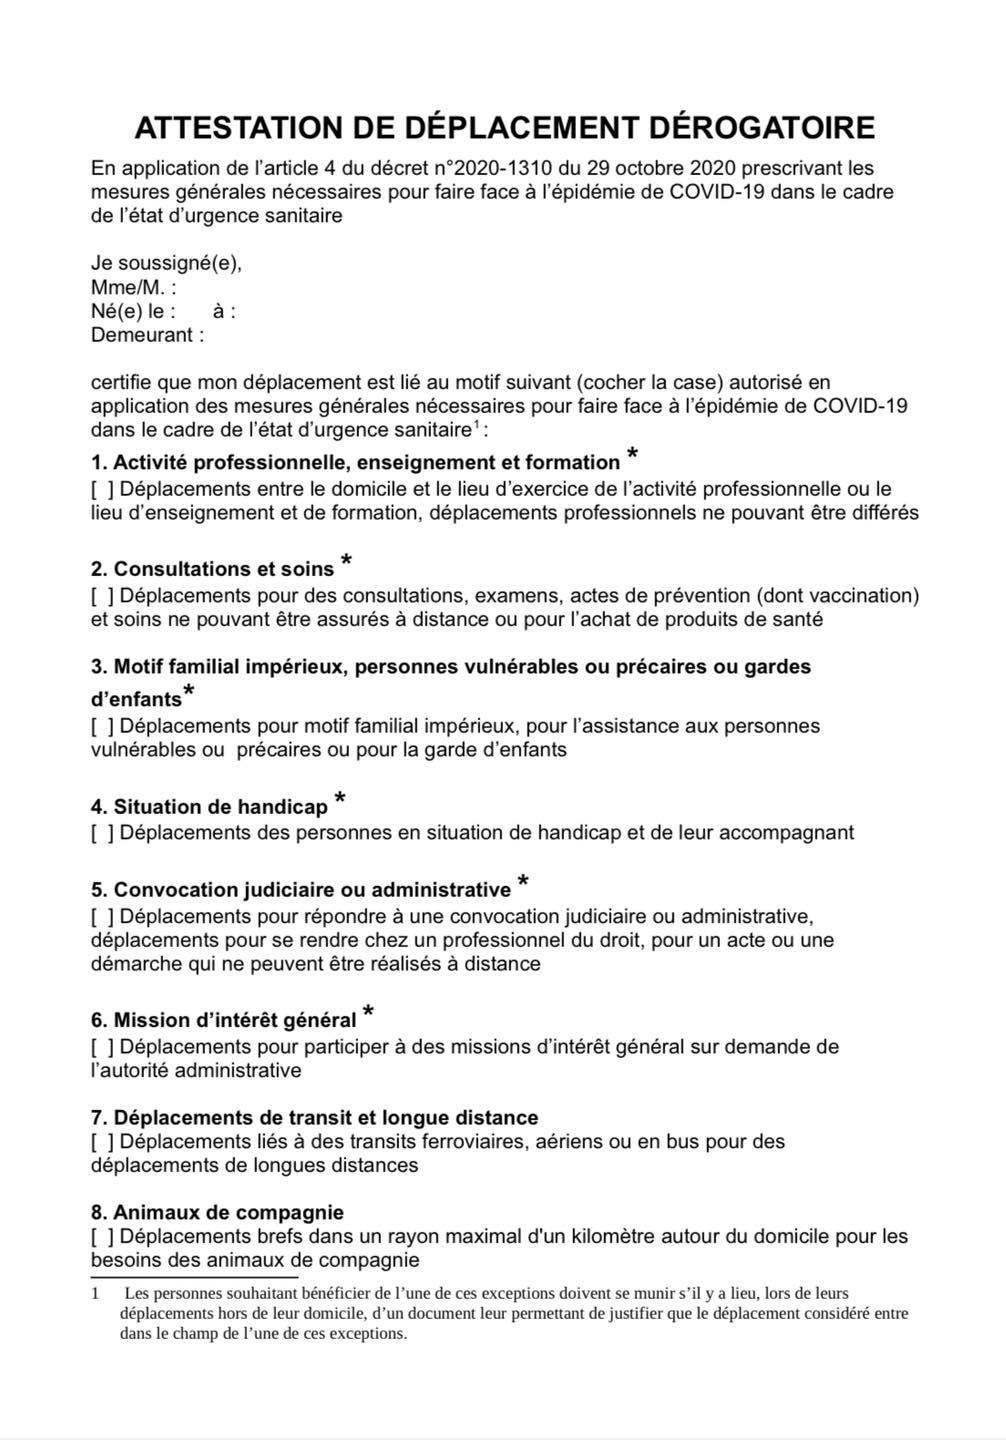 ATTESTATION DE DÉPLACEMENT DÉROGATOIRE
En application de l’article 4 du décret n°2020-1310 du 29 octobre 2020 prescrivant les
mesures générales nécessaires pour faire face à l’épidémie de COVID-19 dans le cadre
de l’état d’urgence sanitaire
Je soussigné(e),
Mme/M. :
Né(e) le : à :
Demeurant :
certifie que mon déplacement est lié au motif suivant (cocher la case) autorisé en
application des mesures générales nécessaires pour faire face à l’épidémie de COVID-19
dans le cadre de l’état d’urgence sanitaire¹ :
1. Activité professionnelle, enseignement et formation *
[ ] Déplacements entre le domicile et le lieu d’exercice de l’activité professionnelle ou le
lieu d’enseignement et de formation, déplacements professionnels ne pouvant être différés
2. Consultations et soins *
[ ] Déplacements pour des consultations, examens, actes de prévention (dont vaccination)
et soins ne pouvant être assurés à distance ou pour l’achat de produits de santé
3. Motif familial impérieux, personnes vulnérables ou précaires ou gardes
d’enfants*
[ ] Déplacements pour motif familial impérieux, pour l’assistance aux personnes
vulnérables ou précaires ou pour la garde d’enfants
4. Situation de handicap *
[ ] Déplacements des personnes en situation de handicap et de leur accompagnant
5. Convocation judiciaire ou administrative *
[ ] Déplacements pour répondre à une convocation judiciaire ou administrative,
déplacements pour se rendre chez un professionnel du droit, pour un acte ou une
démarche qui ne peuvent être réalisés à distance
6. Mission d’intérêt général *
[ ] Déplacements pour participer à des missions d’intérêt général sur demande de
l’autorité administrative
7. Déplacements de transit et longue distance
[ ] Déplacements liés à des transits ferroviaires, aériens ou en bus pour des
déplacements de longues distances
8. Animaux de compagnie
[ ] Déplacements brefs dans un rayon maximal d'un kilomètre autour du domicile pour les
besoins des animaux de compagnie
1 Les personnes souhaitant bénéficier de l’une de ces exceptions doivent se munir s’il y a lieu, lors de leurs
déplacements hors de leur domicile, d’un document leur permettant de justifier que le déplacement considéré entre
dans le champ de l’une de ces exceptions.